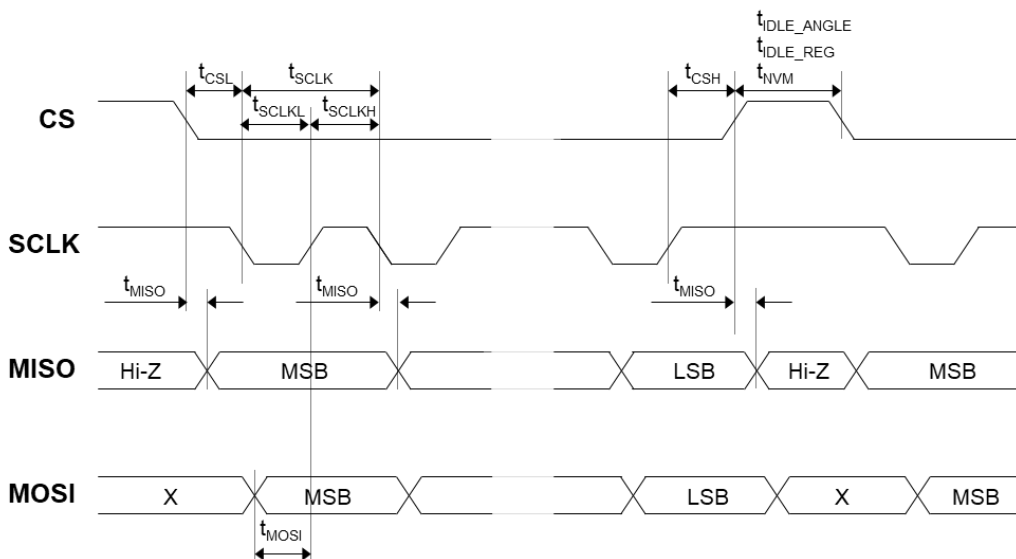 tIDLE_ANGLE
tIDLE_REG
tCSL tSCLK tCSH tNVM
tSCLKL tSCLKH
CS
SCLK
tMISO tMISO tMISO
MISO Hi-Z MSB LSB Hi-Z MSB
MOSI X MSB LSB X MSB
tMOSI